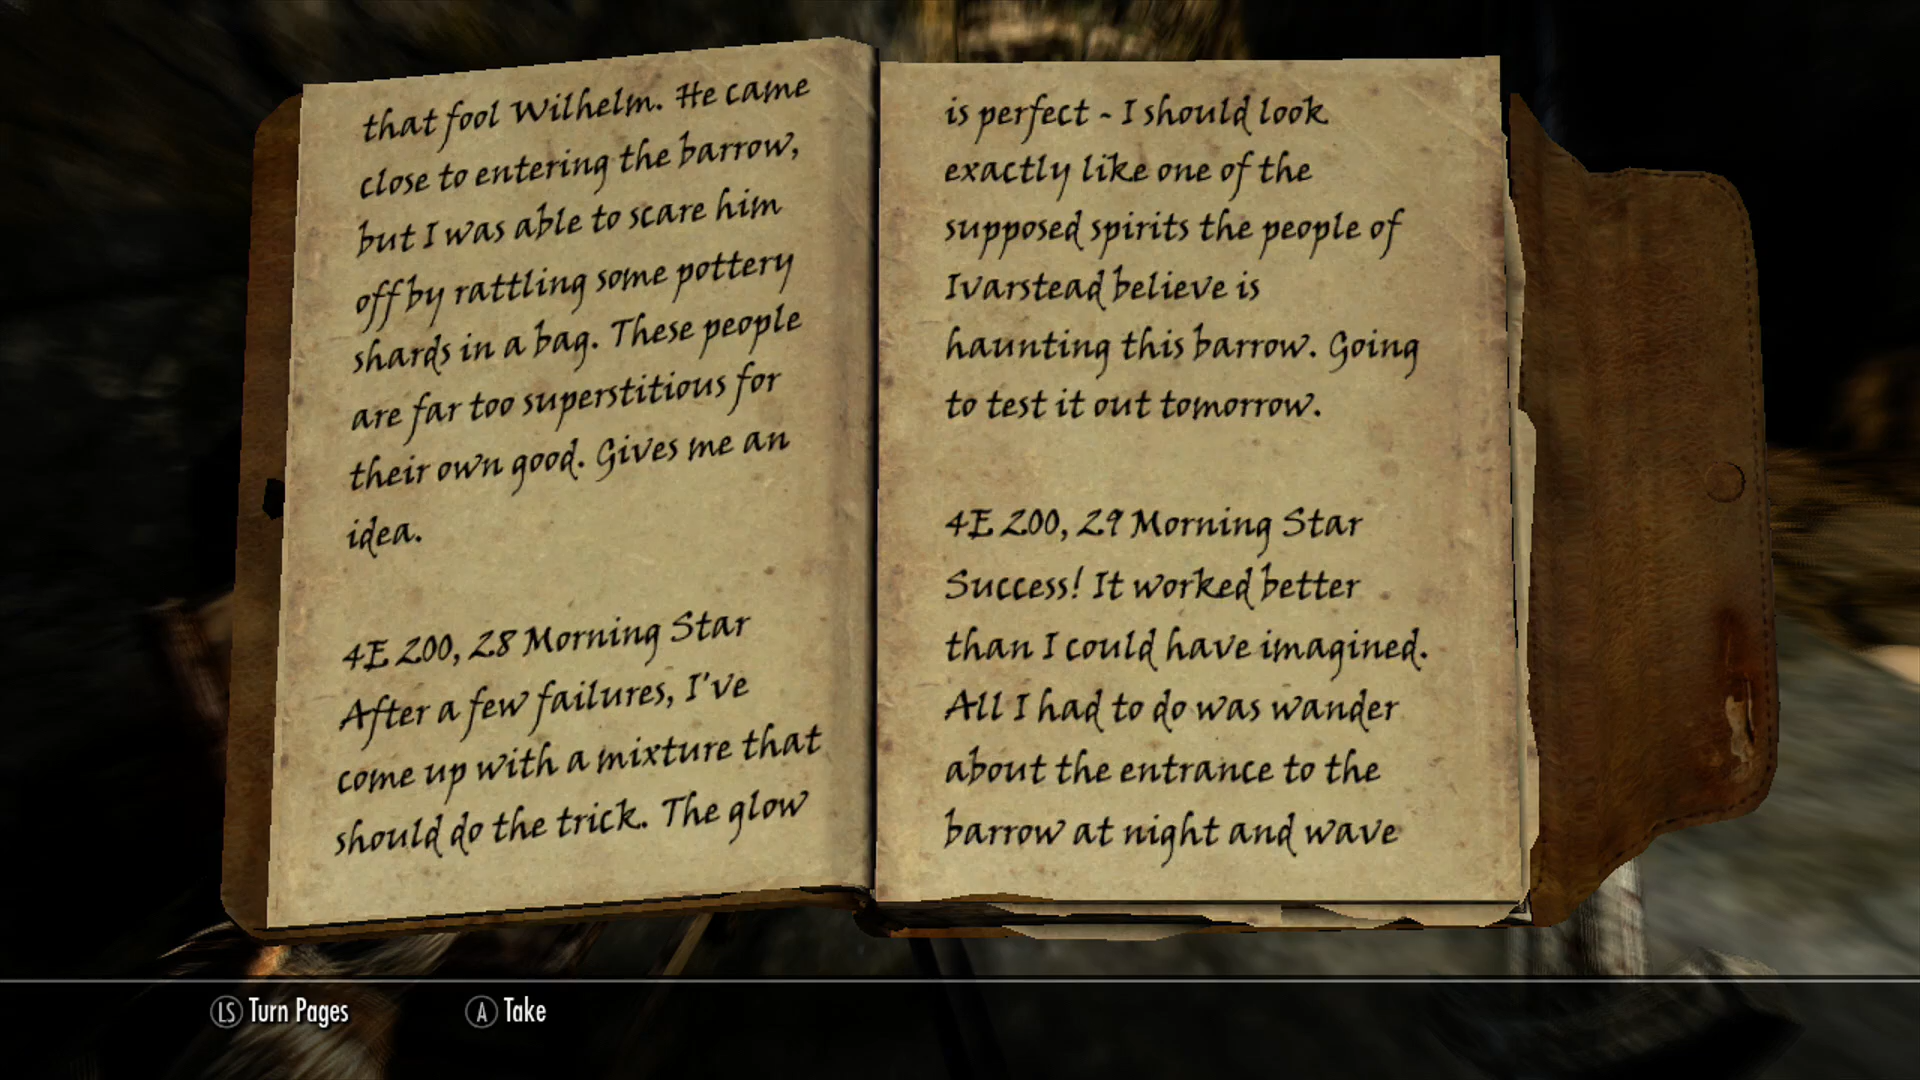 that fool Wilhelm. He came
close to entering the barrow,
but I was able to scare him
off by rattling some pottery
shards in a bag. These people
are far too superstitious for
their own good. Gives me an
idea.
4E 200, 28 Morning Star
After a few failures, I've
come up with a mixture that
should do the trick. The glow
is perfect - I should look
exactly like one of the
supposed spirits the people of
Ivarstead believe is
haunting this barrow. Going
to test it out tomorrow.
4E 200, 29 Morning Star
Success! It worked better
than I could have imagined.
All I had to do was wander
about the entrance to the
barrow at night and wave
LS Turn Pages
A Take